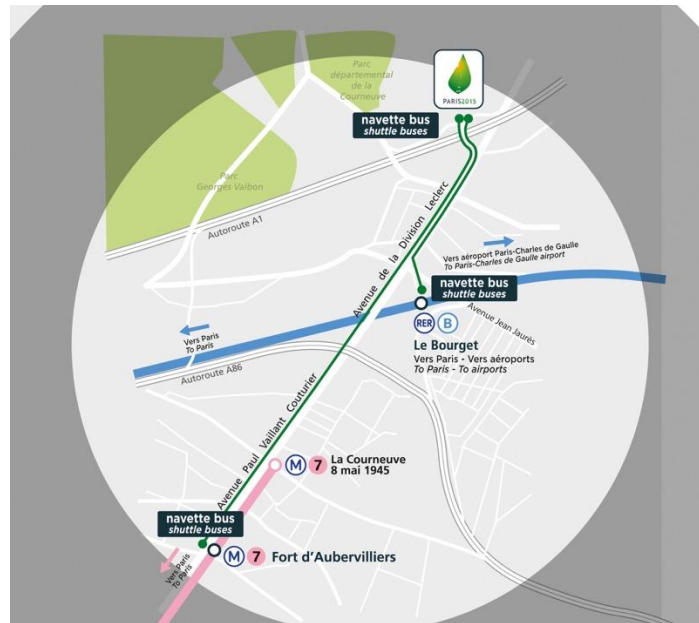 Parc
départemental
de la
Courneuve
PARIS2015
navette bus
shuttle buses
Parc
Georges Valbon
Autoroute A1
Avenue de la Division Leclerc
Vers aéroport Paris-Charles de Gaulle
To Paris-Charles de Gaulle airport
navette bus
shuttle buses
RER B
Avenue Jean Jaurès
Le Bourget
Vers Paris - Vers aéroports
To Paris - To airports
Vers Paris
To Paris
Autoroute A86
Avenue Paul Vaillant Couturier
M 7 La Courneuve
8 mai 1945
navette bus
shuttle buses
M 7 Fort d'Aubervilliers
Vers Paris
To Paris